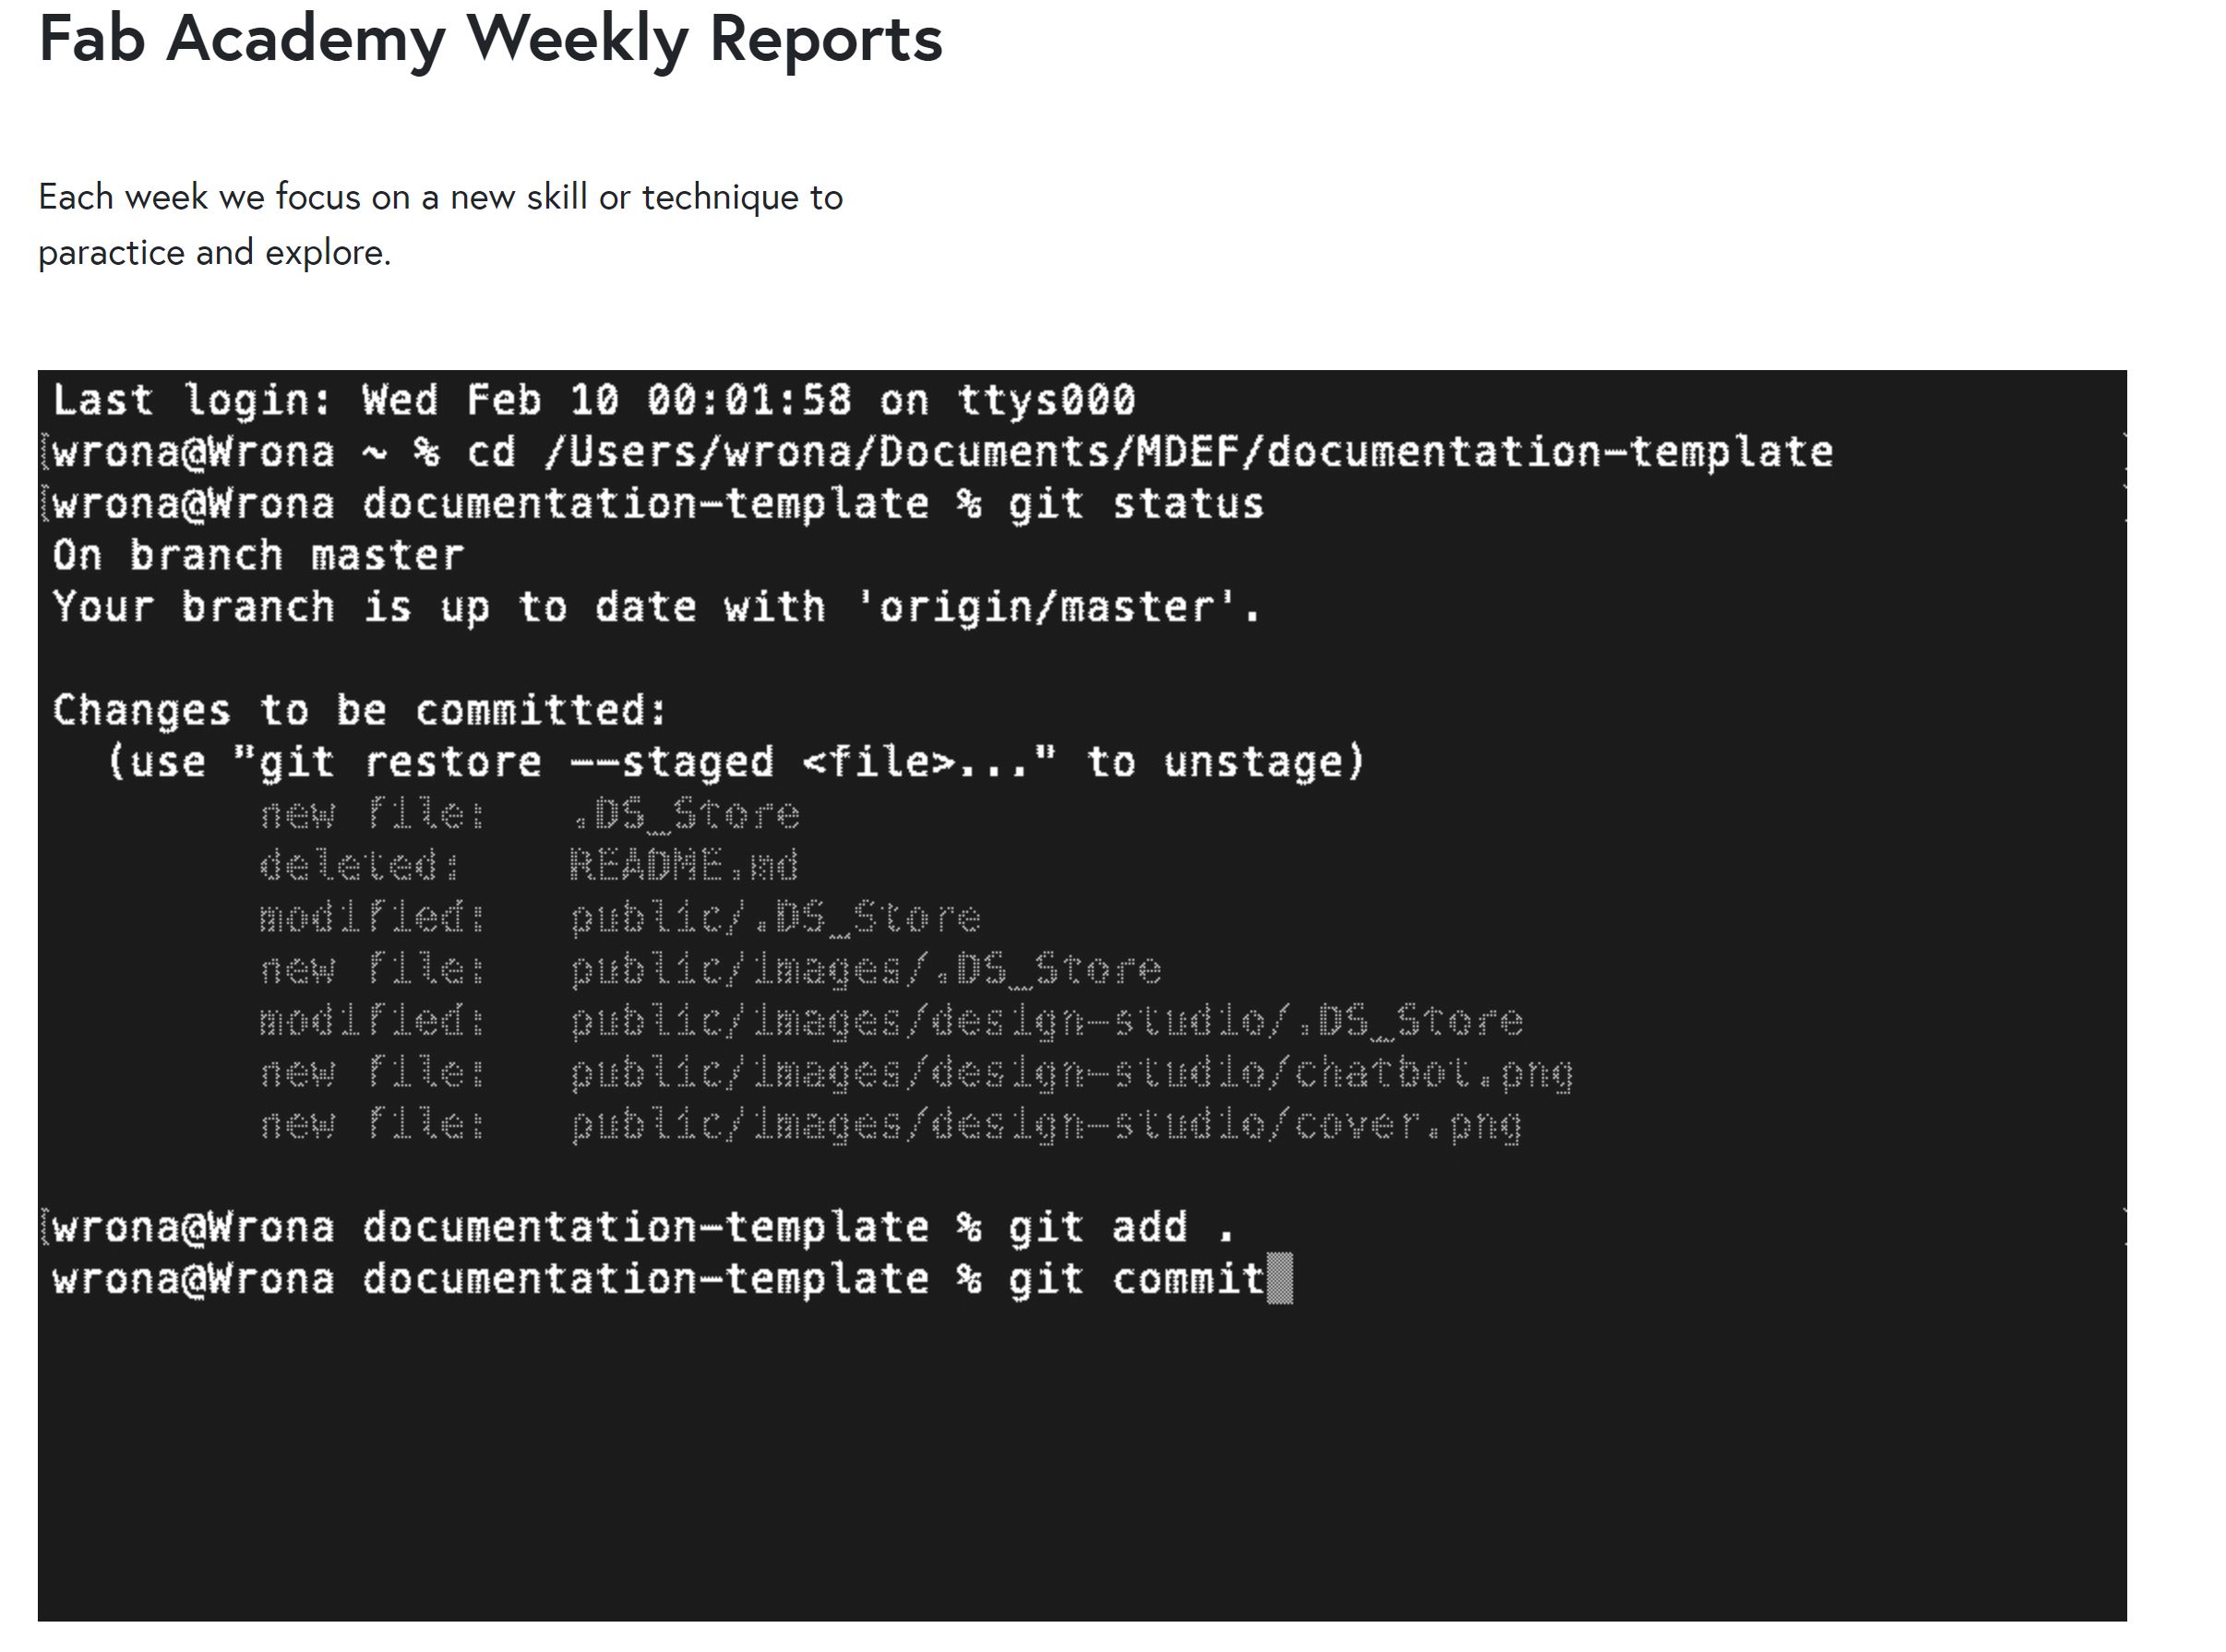 Fab Academy Weekly Reports
Each week we focus on a new skill or technique to
paractice and explore.
Last login: Wed Feb 10 00:01:58 on ttys000
wrona@Wrona ~ % cd /Users/wrona/Documents/MDEF/documentation-template
wrona@Wrona documentation-template % git status
On branch master
Your branch is up to date with 'origin/master'.
Changes to be committed:
(use "git restore --staged <file>..." to unstage)
new file: .DS_Store
deleted: README.md
modified: public/.DS_Store
new file: public/images/.DS_Store
modified: public/images/design-studio/.DS_Store
new file: public/images/design-studio/chatbot.png
new file: public/images/design-studio/cover.png
wrona@Wrona documentation-template % git add .
wrona@Wrona documentation-template % git commit